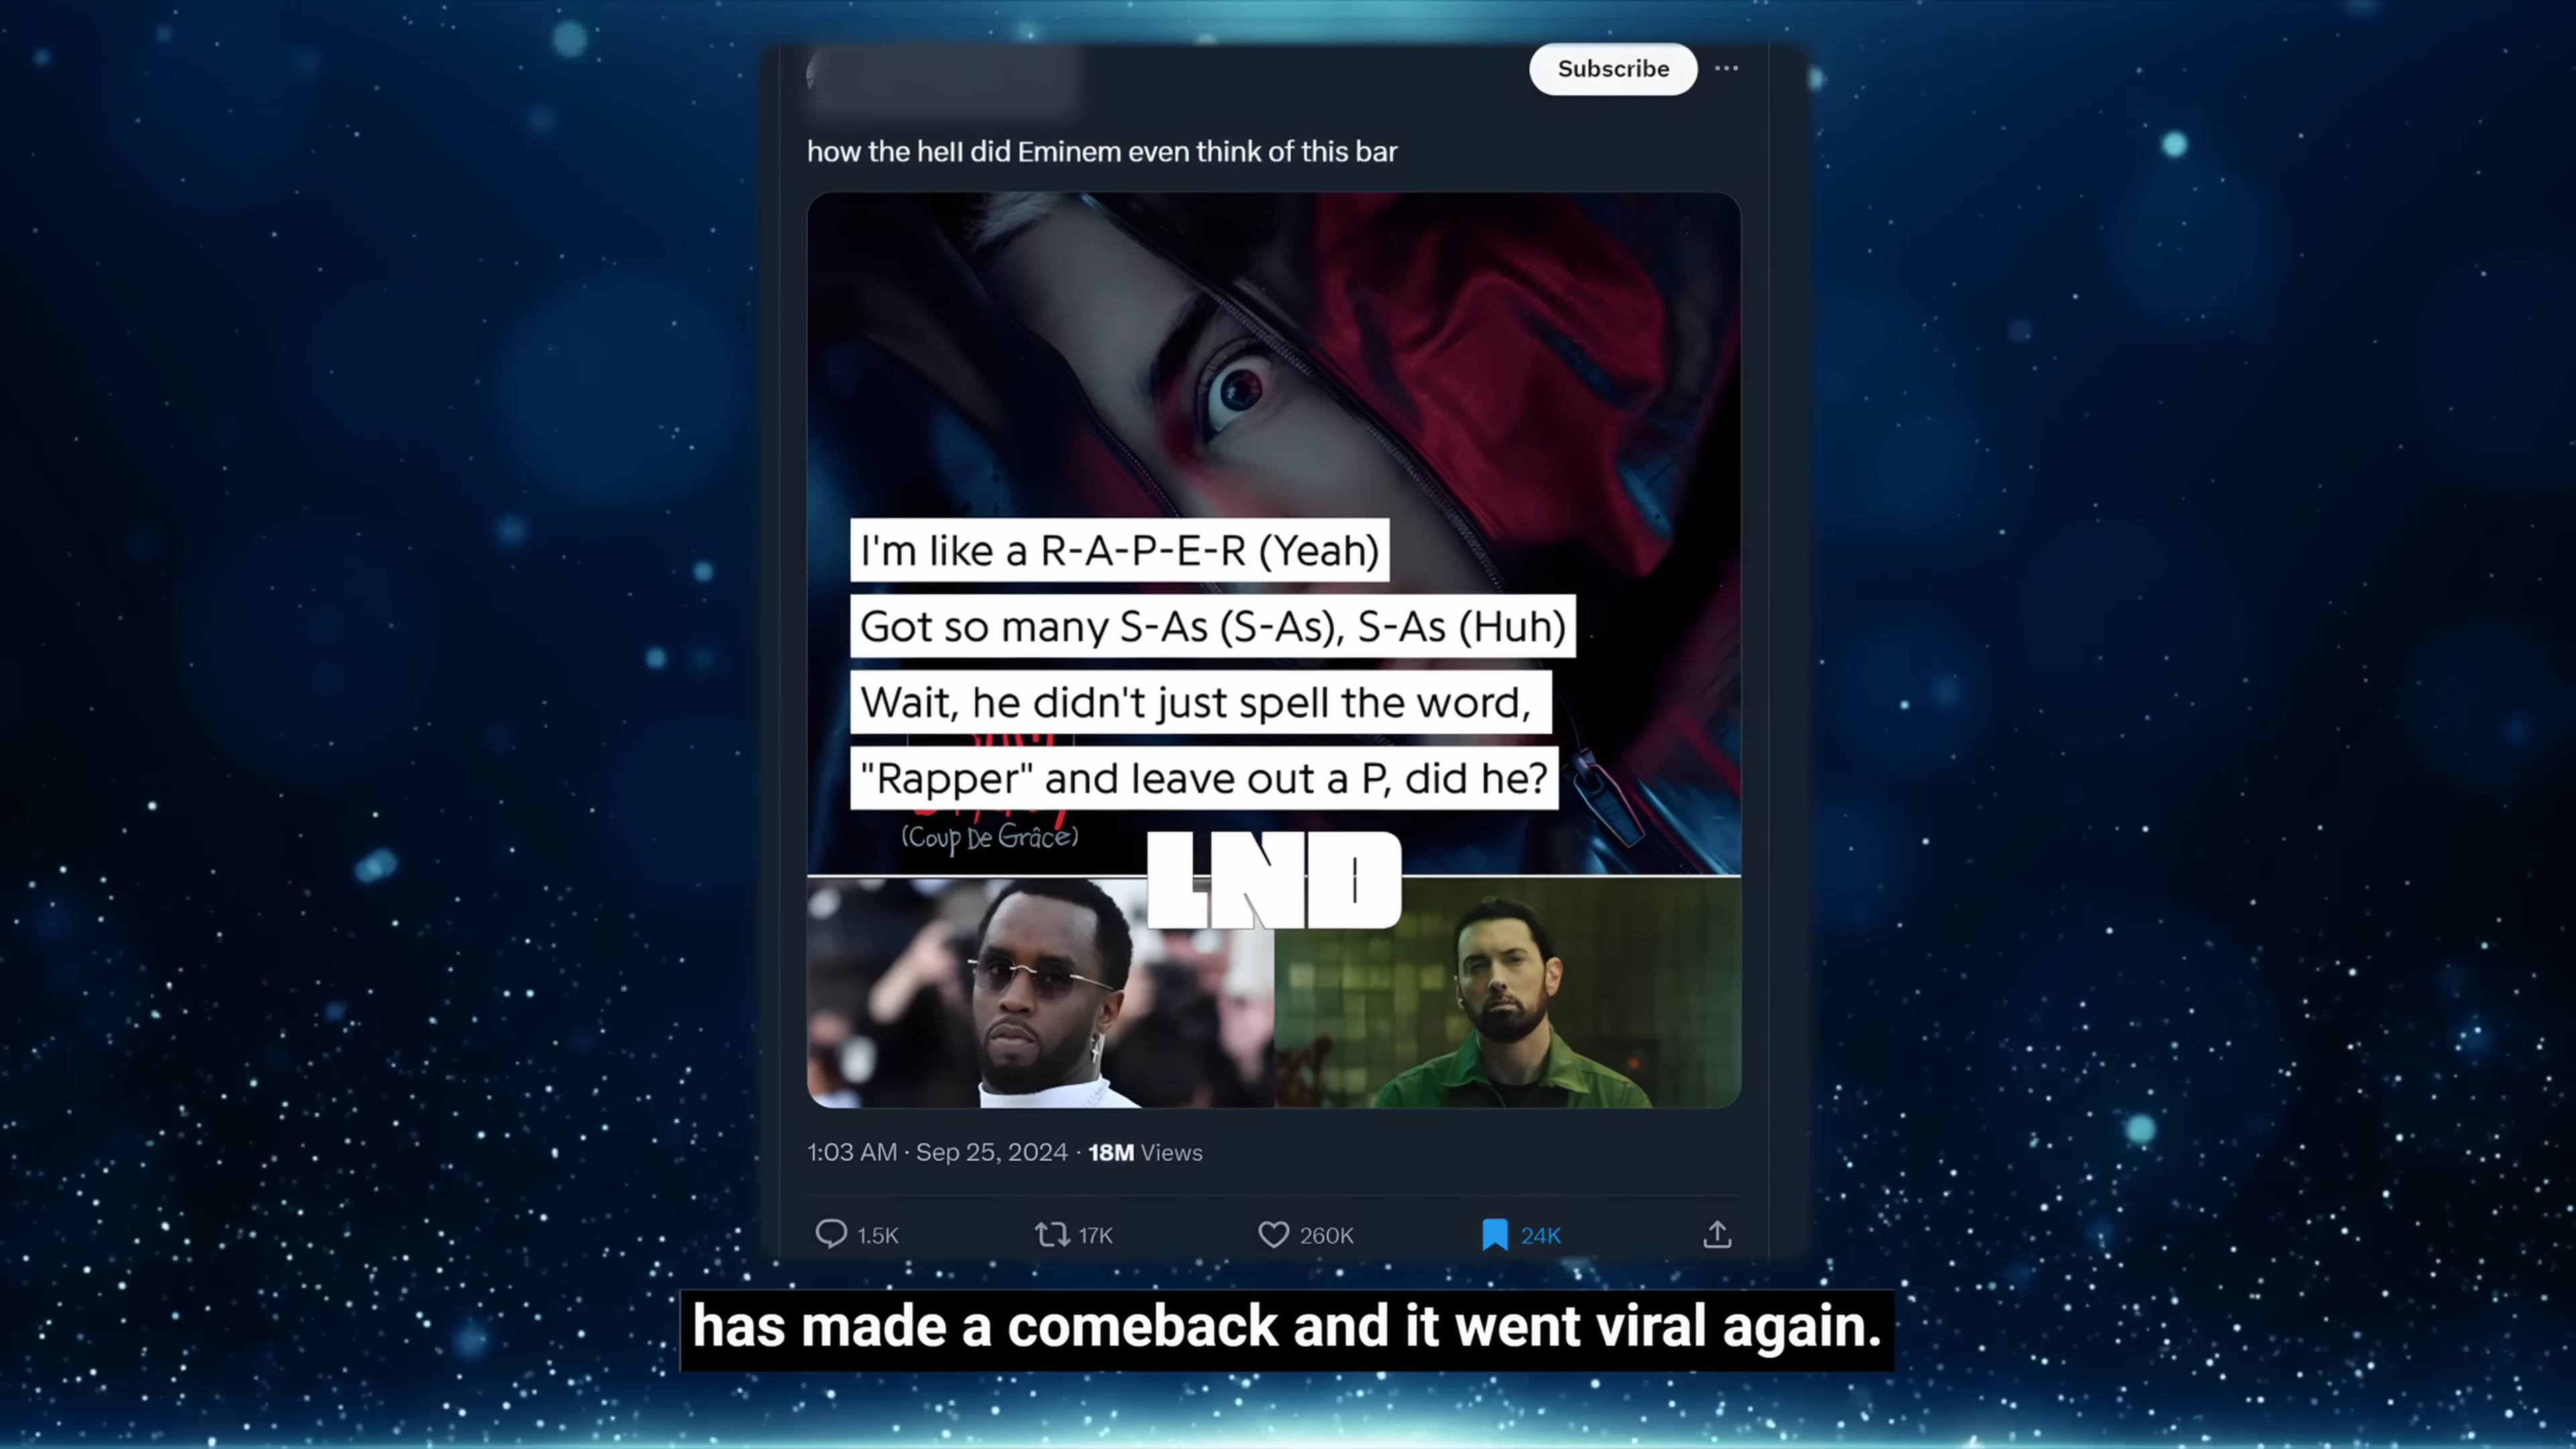 Subscribe
how the hell did Eminem even think of this bar
I'm like a R-A-P-E-R (Yeah)
Got so many S-As (S-As), S-As (Huh)
Wait, he didn't just spell the word,
"Rapper" and leave out a P, did he?
(Coup De Grâce)
LND
1:03 AM · Sep 25, 2024 · 18M Views
1.5K 17K 260K 24K
has made a comeback and it went viral again.